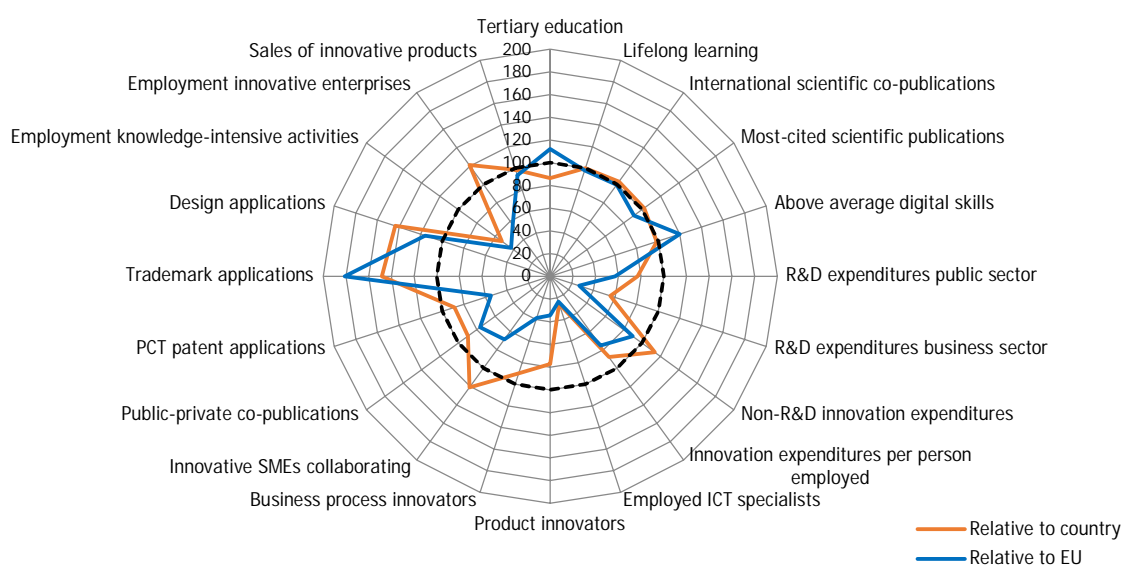 Tertiary education
Sales of innovative products
200
Lifelong learning
180
Employment innovative enterprises
International scientific co-publications
160
140
Employment knowledge-intensive activities
Most-cited scientific publications
120
100
80
Design applications
Above average digital skills
60
40
20
Trademark applications
0
R&D expenditures public sector
PCT patent applications
R&D expenditures business sector
Public-private co-publications
Non-R&D innovation expenditures
Innovative SMEs collaborating
Innovation expenditures per person
employed
Business process innovators
Employed ICT specialists
Product innovators
Relative to country
Relative to EU